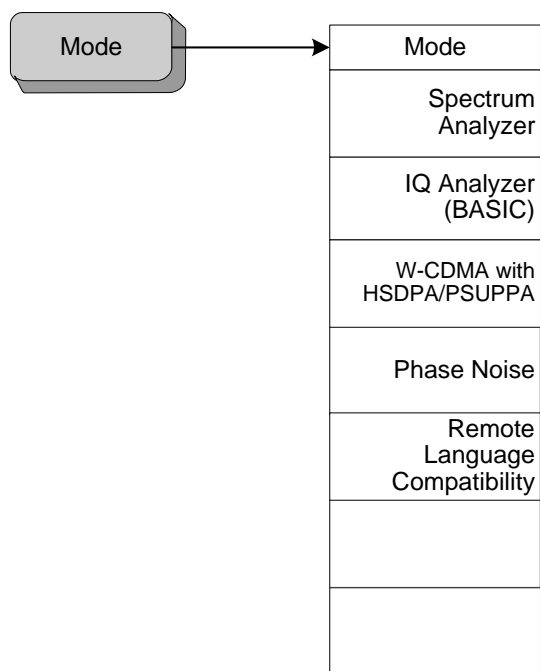 Mode
Mode
Spectrum
Analyzer
IQ Analyzer
(BASIC)
W-CDMA with
HSDPA/PSUPPA
Phase Noise
Remote
Language
Compatibility